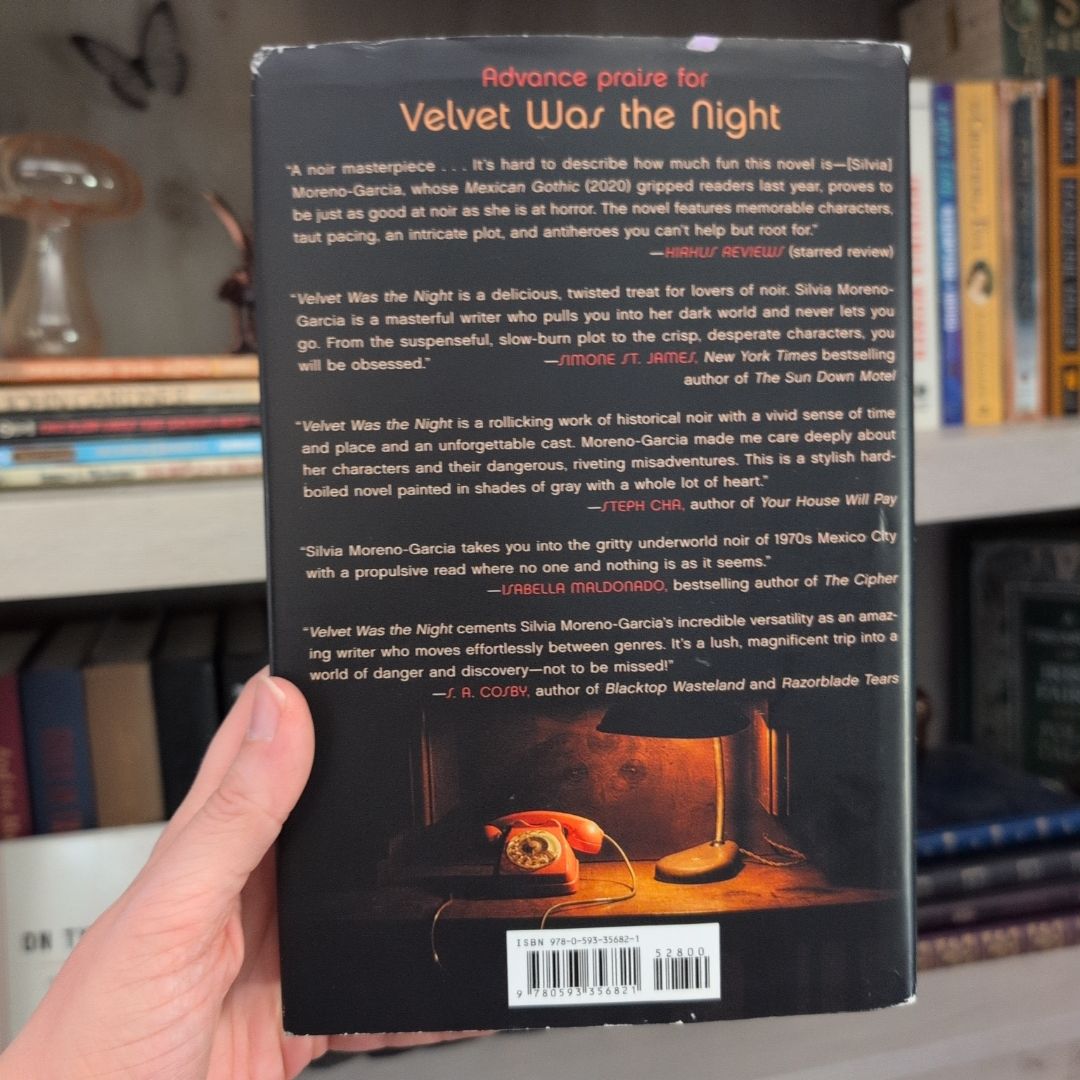 Advance praise for
Velvet Was the Night
“A noir masterpiece . . . It’s hard to describe how much fun this novel is—[Silvia]
Moreno-Garcia, whose Mexican Gothic (2020) gripped readers last year, proves to
be just as good at noir as she is at horror. The novel features memorable characters,
taut pacing, an intricate plot, and antiheroes you can’t help but root for.”
—KIRKUS REVIEWS (starred review)
“Velvet Was the Night is a delicious, twisted treat for lovers of noir. Silvia Moreno-
Garcia is a masterful writer who pulls you into her dark world and never lets you
go. From the suspenseful, slow-burn plot to the crisp, desperate characters, you
will be obsessed.” —SIMONE ST. JAMES, New York Times bestselling
author of The Sun Down Motel
“Velvet Was the Night is a rollicking work of historical noir with a vivid sense of time
and place and an unforgettable cast. Moreno-Garcia made me care deeply about
her characters and their dangerous, riveting misadventures. This is a stylish hard-
boiled novel painted in shades of gray with a whole lot of heart.”
—STEPH CHA, author of Your House Will Pay
“Silvia Moreno-Garcia takes you into the gritty underworld noir of 1970s Mexico City
with a propulsive read where no one and nothing is as it seems.”
—ISABELLA MALDONADO, bestselling author of The Cipher
“Velvet Was the Night cements Silvia Moreno-Garcia’s incredible versatility as an amaz-
ing writer who moves effortlessly between genres. It’s a lush, magnificent trip into a
world of danger and discovery—not to be missed!”
—S. A. COSBY, author of Blacktop Wasteland and Razorblade Tears
ISBN 978-0-593-35682-1
52800
9 780593 356821
JOHN GARDNER
ON